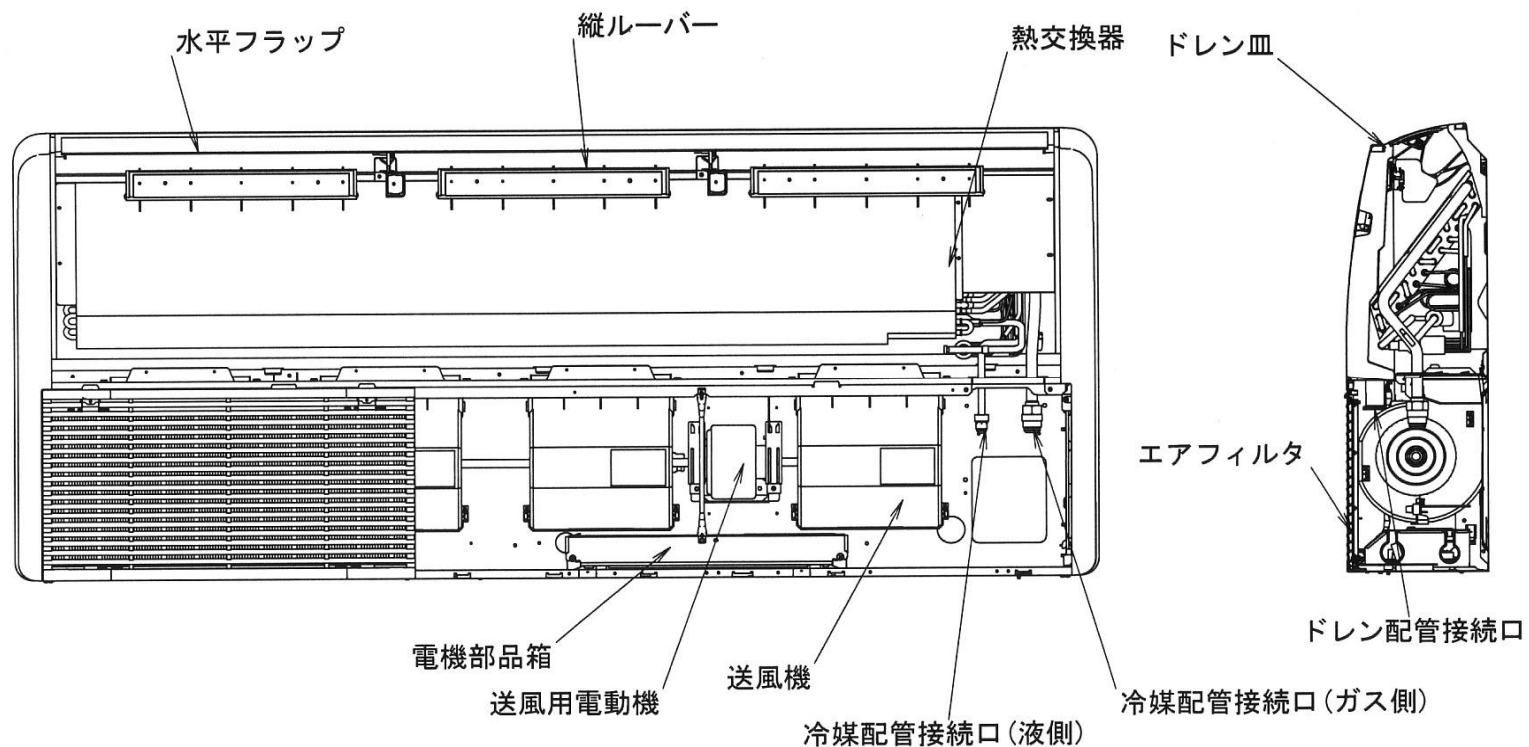 水平フラップ
縦ルーバー
熱交換器
ドレン皿
エアフィルタ
ドレン配管接続口
電機部品箱
送風用電動機
送風機
冷媒配管接続口(液側)
冷媒配管接続口(ガス側)